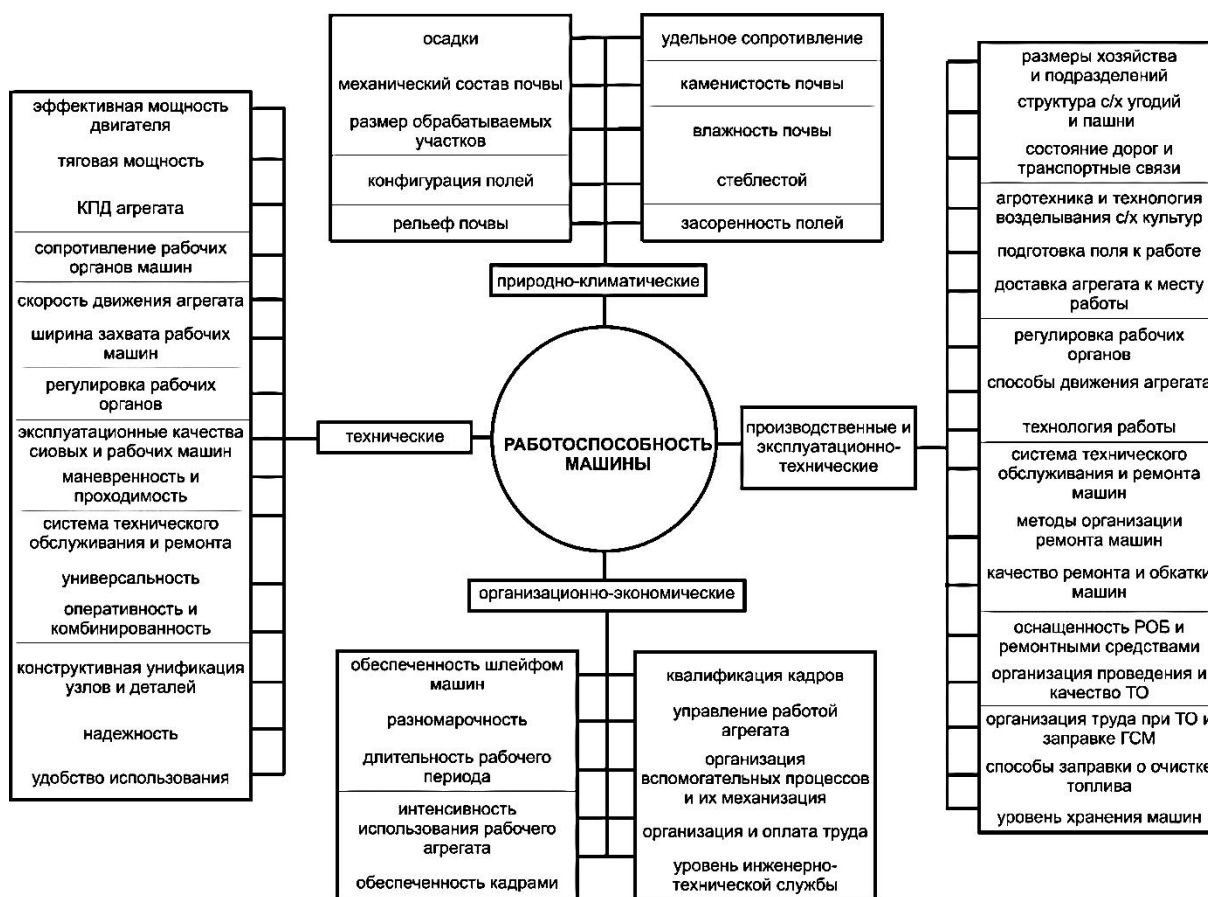 осадки
механический состав почвы
размер обрабатываемых
участков
конфигурация полей
рельеф почвы
удельное сопротивление
каменистость почвы
влажность почвы
стеблестой
засоренность полей
природно-климатические
эффективная мощность
двигателя
тяговая мощность
КПД агрегата
сопротивление рабочих
органов машин
скорость движения агрегата
ширина захвата рабочих
машин
регулировка рабочих
органов
эксплуатационные качества
сиовых и рабочих машин
маневренность и
проходимость
система технического
обслуживания и ремонта
универсальность
оперативность и
комбинированность
конструктивная унификация
узлов и деталей
надежность
удобство использования
технические
РАБОТОСПОСОБНОСТЬ
МАШИНЫ
производственные и
эксплуатационно-
технические
размеры хозяйства
и подразделений
структура с/х угодий
и пашни
состояние дорог и
транспортные связи
агротехника и технология
возделывания с/х культур
подготовка поля к работе
доставка агрегата к месту
работы
регулировка рабочих
органов
способы движения агрегата
технология работы
система технического
обслуживания и ремонта
машин
методы организации
ремонта машин
качество ремонта и обкатки
машин
оснащенность РОБ и
ремонтными средствами
организация проведения и
качество ТО
организация труда при ТО и
заправке ГСМ
способы заправки о очистке
топлива
уровень хранения машин
организационно-экономические
обеспеченность шлейфом
машин
разномарочность
длительность рабочего
периода
интенсивность
использования рабочего
агрегата
обеспеченность кадрами
квалификация кадров
управление работой
агрегата
организация
вспомогательных процессов
и их механизация
организация и оплата труда
уровень инженерно-
технической службы